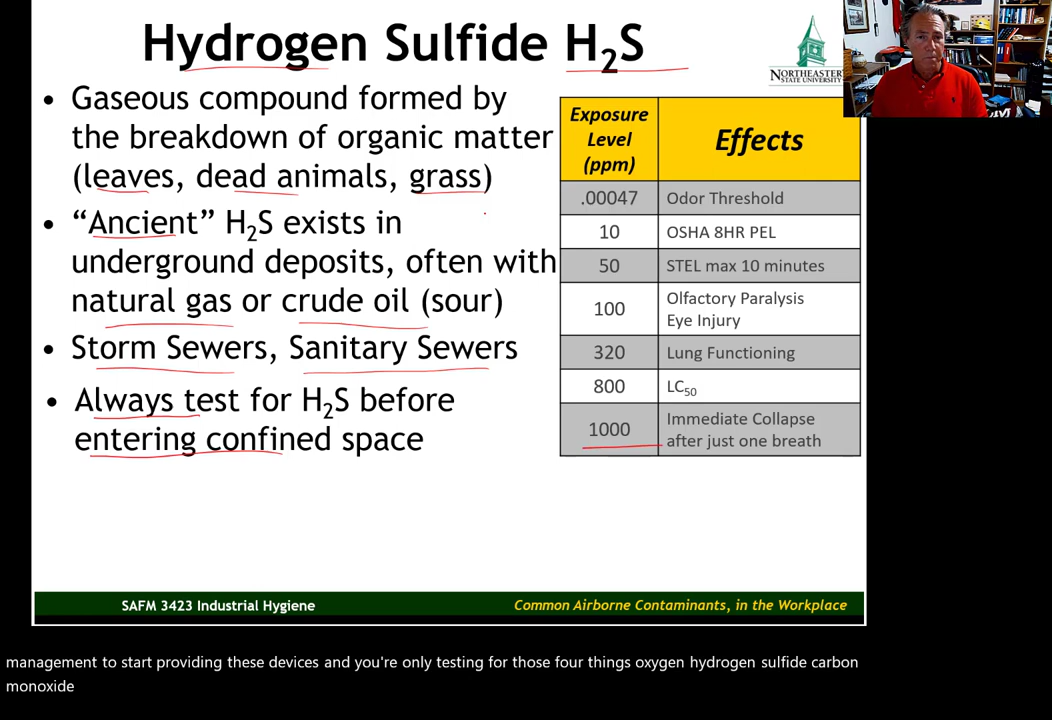 Hydrogen Sulfide H₂S
NORTHEASTER
STATE UNIVERSITY
• Gaseous compound formed by
the breakdown of organic matter
(leaves, dead animals, grass)
• “Ancient” H₂S exists in
underground deposits, often with
natural gas or crude oil (sour)
• Storm Sewers, Sanitary Sewers
• Always test for H₂S before
entering confined space
Exposure
Level
(ppm)
Effects
.00047 Odor Threshold
10 OSHA 8HR PEL
50 STEL max 10 minutes
100 Olfactory Paralysis
Eye Injury
320 Lung Functioning
800 LC₅₀
1000 Immediate Collapse
after just one breath
SAFM 3423 Industrial Hygiene
Common Airborne Contaminants, in the Workplace
management to start providing these devices and you're only testing for those four things oxygen hydrogen sulfide carbon
monoxide